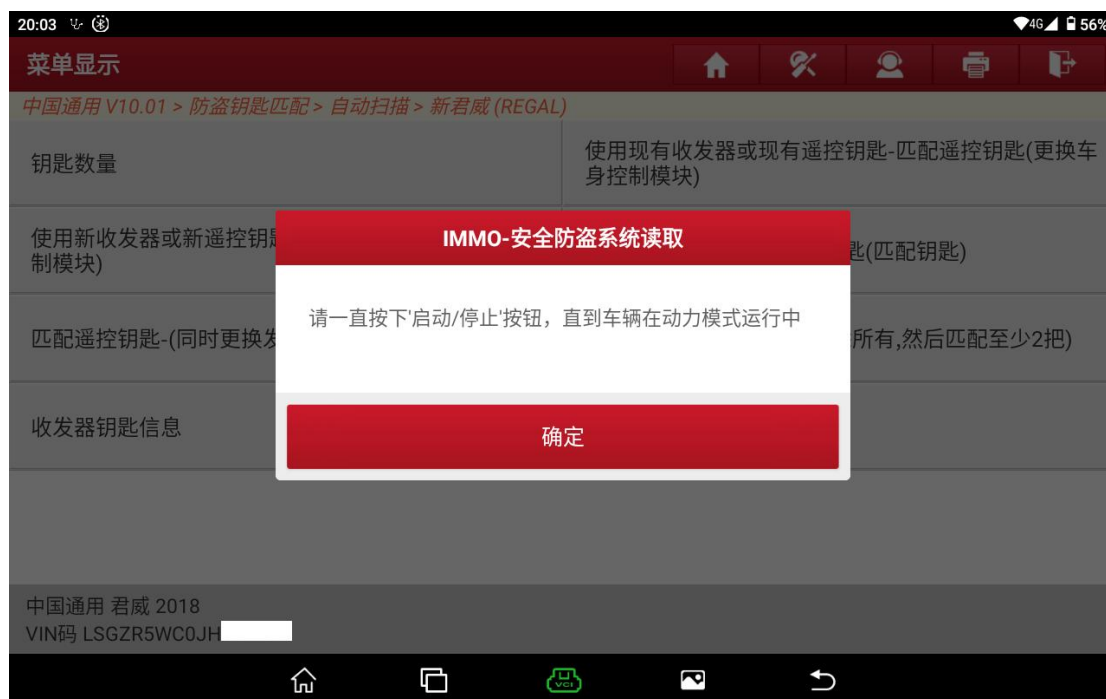 20:03
4G 56%
菜单显示
中国通用 V10.01 > 防盗钥匙匹配 > 自动扫描 > 新君威 (REGAL)
钥匙数量
使用现有收发器或现有遥控钥匙-匹配遥控钥匙(更换车
身控制模块)
使用新收发器或新遥控钥
制模块)
匙(匹配钥匙)
IMMO-安全防盗系统读取
请一直按下'启动/停止'按钮，直到车辆在动力模式运行中
匹配遥控钥匙-(同时更换发
所有,然后匹配至少2把)
收发器钥匙信息
确定
中国通用 君威 2018
VIN码 LSGZR5WC0JH
VCI